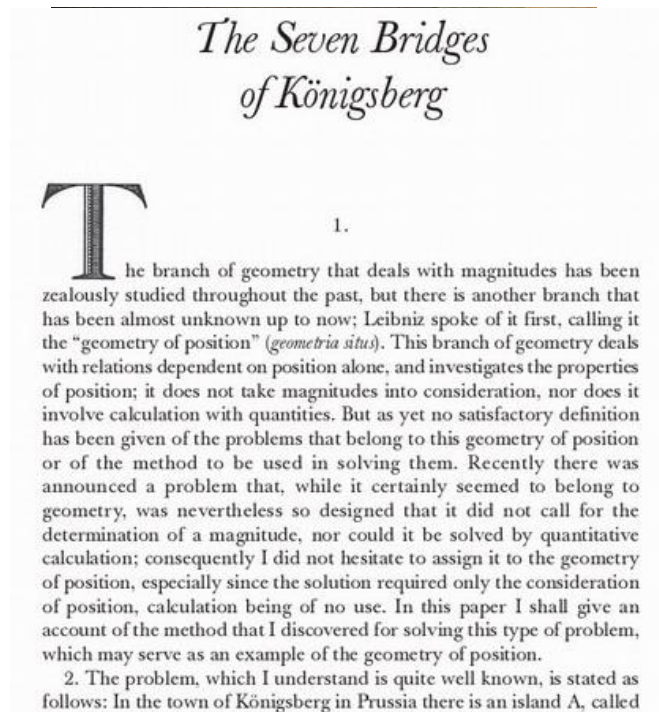 The Seven Bridges
of Königsberg
1.
The branch of geometry that deals with magnitudes has been
zealously studied throughout the past, but there is another branch that
has been almost unknown up to now; Leibniz spoke of it first, calling it
the “geometry of position” (geometria situs). This branch of geometry deals
with relations dependent on position alone, and investigates the properties
of position; it does not take magnitudes into consideration, nor does it
involve calculation with quantities. But as yet no satisfactory definition
has been given of the problems that belong to this geometry of position
or of the method to be used in solving them. Recently there was
announced a problem that, while it certainly seemed to belong to
geometry, was nevertheless so designed that it did not call for the
determination of a magnitude, nor could it be solved by quantitative
calculation; consequently I did not hesitate to assign it to the geometry
of position, especially since the solution required only the consideration
of position, calculation being of no use. In this paper I shall give an
account of the method that I discovered for solving this type of problem,
which may serve as an example of the geometry of position.
2. The problem, which I understand is quite well known, is stated as
follows: In the town of Königsberg in Prussia there is an island A, called